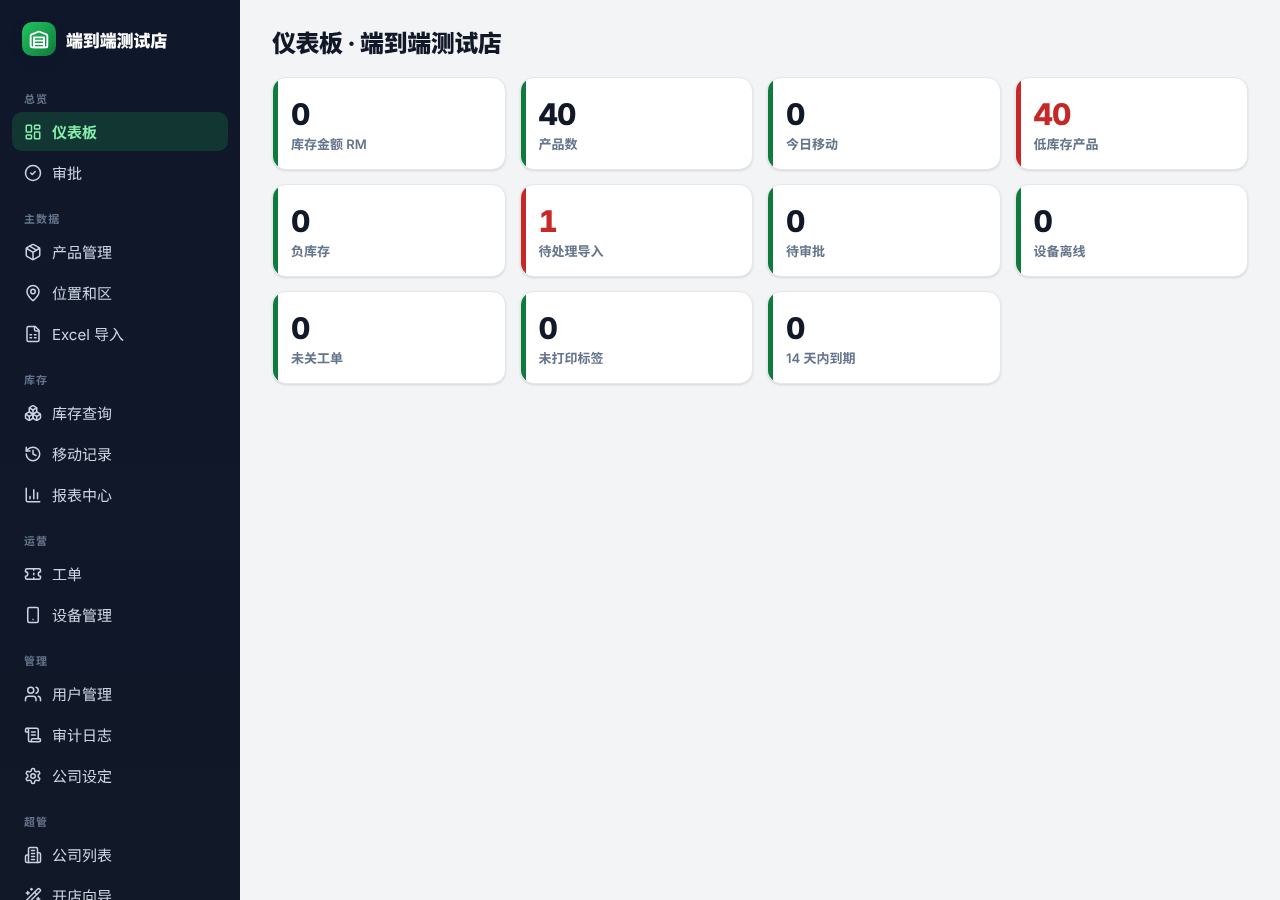 端到端测试店
总览
仪表板
审批
主数据
产品管理
位置和区
Excel 导入
库存
库存查询
移动记录
报表中心
运营
工单
设备管理
管理
用户管理
审计日志
公司设定
超管
公司列表
开店向导
仪表板 · 端到端测试店
0
库存金额 RM
40
产品数
0
今日移动
40
低库存产品
0
负库存
1
待处理导入
0
待审批
0
设备离线
0
未关工单
0
未打印标签
0
14 天内到期